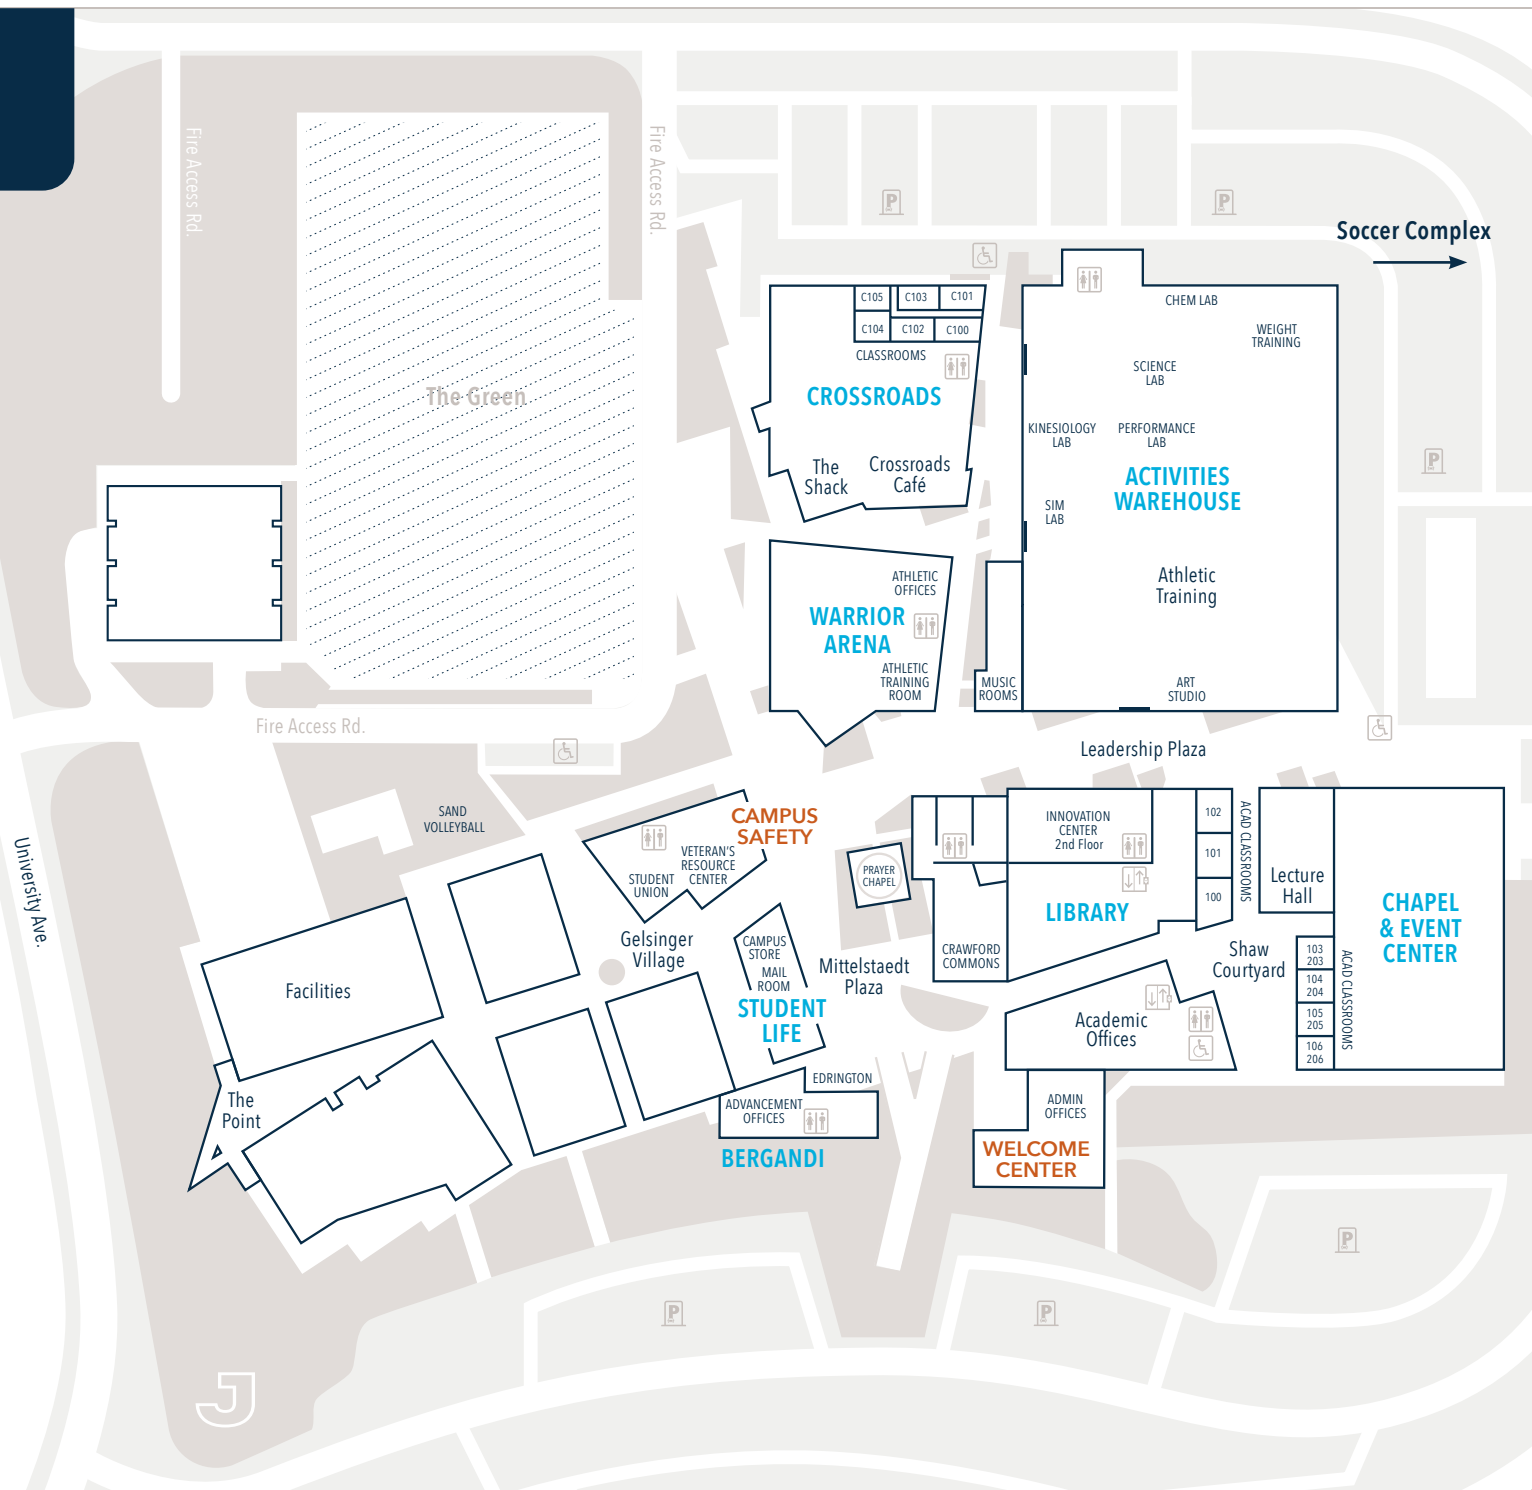 Fire Access Rd.
Fire Access Rd.
P
P
Soccer Complex
C105
C103
C101
C104
C102
C100
CLASSROOMS
CROSSROADS
The
Shack
Crossroads
Café
CHEM LAB
WEIGHT
TRAINING
SCIENCE
LAB
KINESIOLOGY
LAB
PERFORMANCE
LAB
ACTIVITIES
WAREHOUSE
SIM
LAB
Athletic
Training
MUSIC
ROOMS
ART
STUDIO
The Green
P
ATHLETIC
OFFICES
WARRIOR
ARENA
ATHLETIC
TRAINING
ROOM
Fire Access Rd.
Leadership Plaza
SAND
VOLLEYBALL
CAMPUS
SAFETY
VETERAN'S
RESOURCE
CENTER
STUDENT
UNION
PRAYER
CHAPEL
INNOVATION
CENTER
2nd Floor
102
101
100
ACAD CLASSROOMS
LIBRARY
CRAWFORD
COMMONS
Lecture
Hall
CHAPEL
& EVENT
CENTER
University Ave.
Gelsinger
Village
CAMPUS
STORE
MAIL
ROOM
STUDENT
LIFE
Mittelstaedt
Plaza
Shaw
Courtyard
103
203
104
204
105
205
106
206
ACAD CLASSROOMS
Facilities
Academic
Offices
The
Point
EDRINGTON
ADVANCEMENT
OFFICES
BERGANDI
ADMIN
OFFICES
WELCOME
CENTER
P
P
P
J